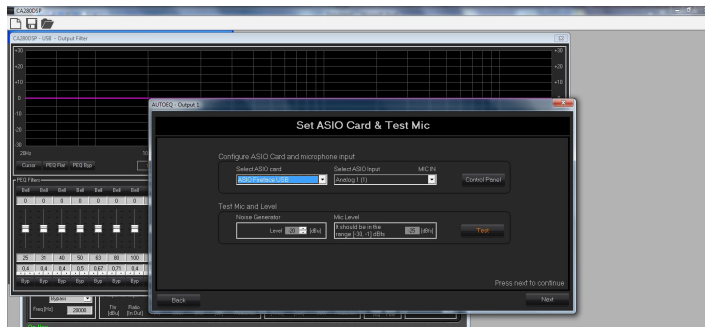 CA280DSP
CA280DSP - USB - Output Filter
+30
+20
+10
0
-10
-20
-30
20Hz
+30
+20
+10
Cursor PEQ Flat PEQ Byp
PEQ Filters
Bell Bell Bell Bell Bell Bell Bell
0 0 0 0 0 0 0
25 31 40 50 63 80 100
0,4 0,4 0,4 0,5 0,67 0,71 0,4
Byp Byp Byp Byp Byp Byp Byp
Bypass
Freq [Hz] 20000
Thr [dBu]
Ratio [In:Out]
AUTOEQ - Output 1
Set ASIO Card & Test Mic
Configure ASIO Card and microphone input
Select ASIO card Select ASIO Input MIC IN
ASIO Fireface USB Analog 1 (1) Control Panel
Test Mic and Level
Noise Generator Mic Level
Level -20 [dBu] It should be in the range [-30, -1] dBfs -25 [dBfs] Test
Press next to continue
Back Next